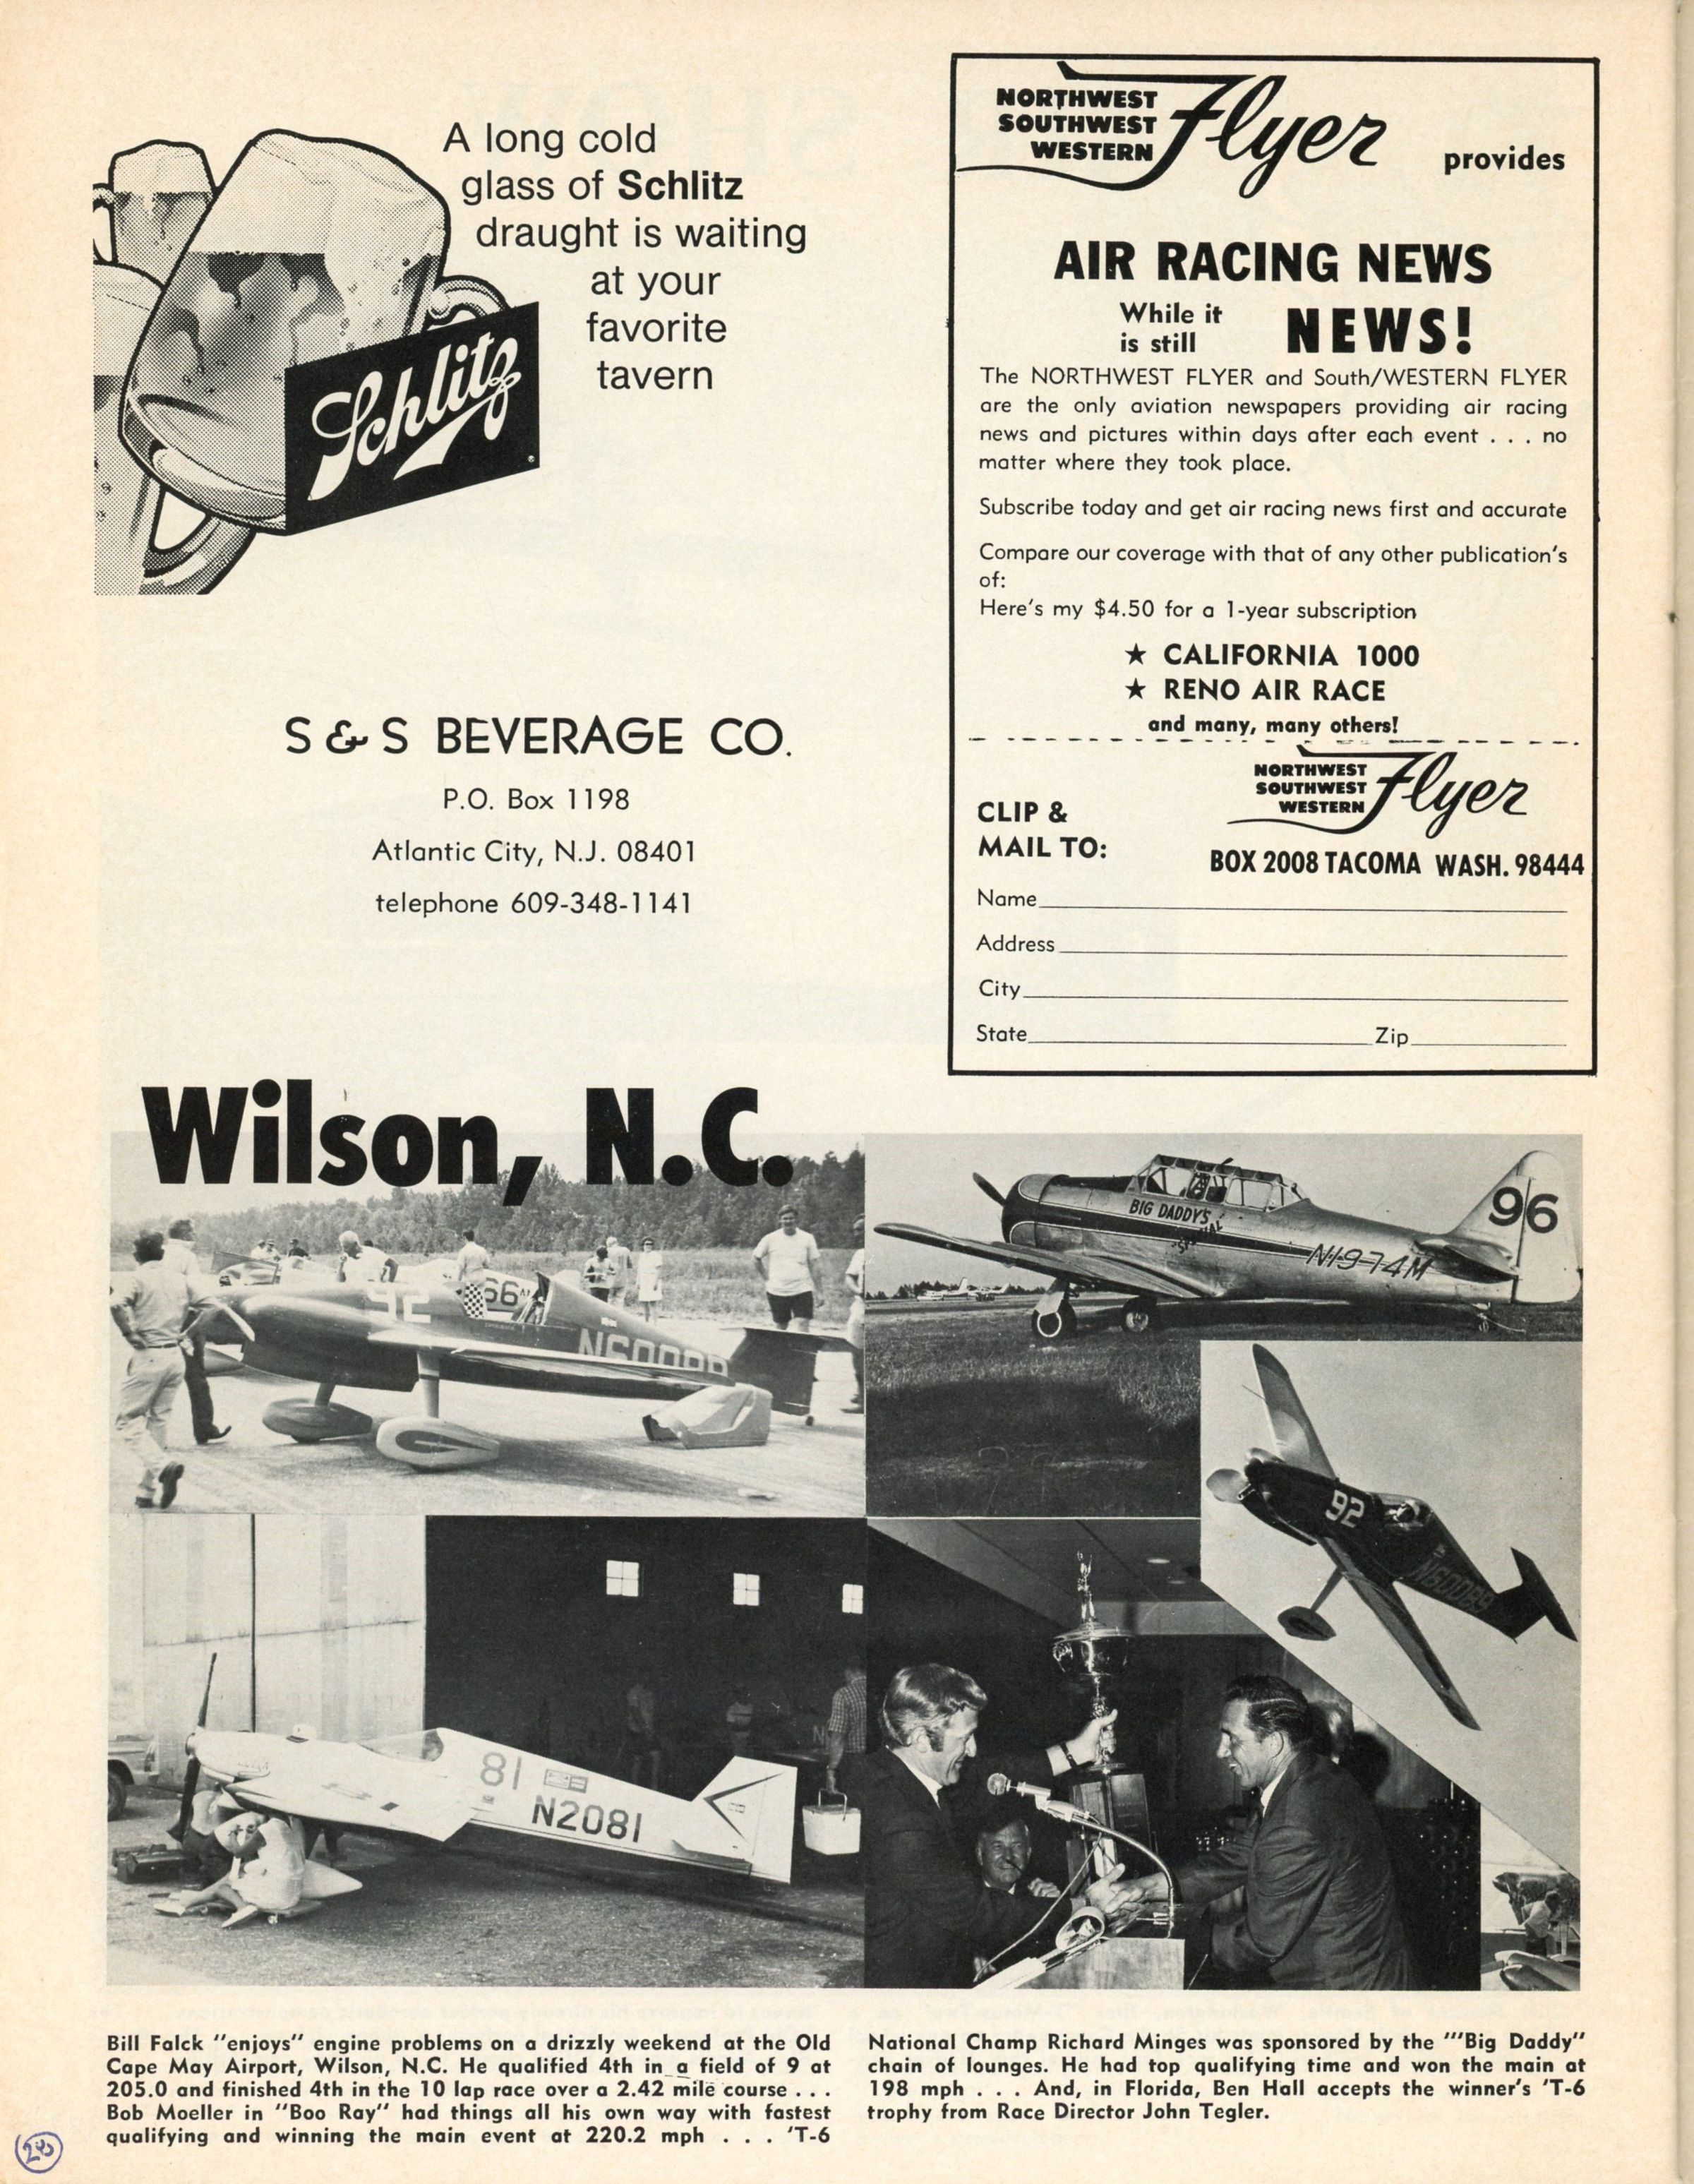 A long cold
glass of Schlitz
draught is waiting
at your
favorite
tavern
Schlitz
S & S BEVERAGE CO.
P.O. Box 1198
Atlantic City, N.J. 08401
telephone 609-348-1141
NORTHWEST
SOUTHWEST
WESTERN
Flyer
provides
AIR RACING NEWS
While it
is still
NEWS!
The NORTHWEST FLYER and South/WESTERN FLYER
are the only aviation newspapers providing air racing
news and pictures within days after each event . . . no
matter where they took place.
Subscribe today and get air racing news first and accurate
Compare our coverage with that of any other publication's
of:
Here's my $4.50 for a 1-year subscription
★ CALIFORNIA 1000
★ RENO AIR RACE
and many, many others!
NORTHWEST
SOUTHWEST
WESTERN
Flyer
CLIP &
MAIL TO:
BOX 2008 TACOMA WASH. 98444
Name
Address
City
State
Zip
Wilson, N.C.
92
66
BIG DADDY'S
SPECIAL
N1974M
96
92
N60089
81
N2081
Bill Falck "enjoys" engine problems on a drizzly weekend at the Old
Cape May Airport, Wilson, N.C. He qualified 4th in a field of 9 at
205.0 and finished 4th in the 10 lap race over a 2.42 mile course . . .
Bob Moeller in "Boo Ray" had things all his own way with fastest
qualifying and winning the main event at 220.2 mph . . . 'T-6
National Champ Richard Minges was sponsored by the "'Big Daddy"
chain of lounges. He had top qualifying time and won the main at
198 mph . . . And, in Florida, Ben Hall accepts the winner's 'T-6
trophy from Race Director John Tegler.